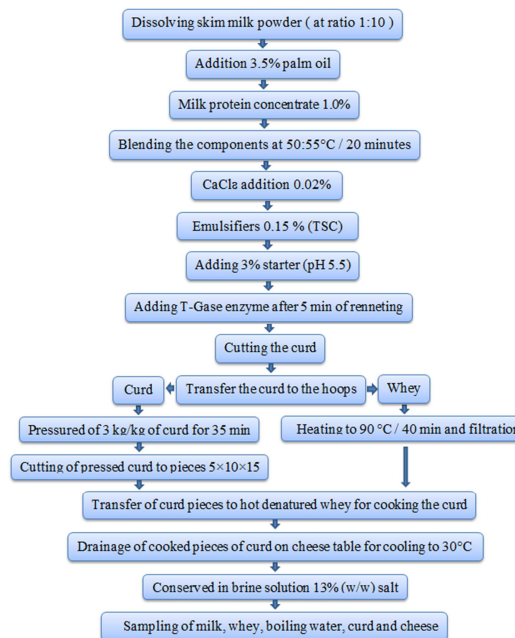 Dissolving skim milk powder ( at ratio 1:10 )
Addition 3.5% palm oil
Milk protein concentrate 1.0%
Blending the components at 50:55°C / 20 minutes
CaCl2 addition 0.02%
Emulsifiers 0.15 % (TSC)
Adding 3% starter (pH 5.5)
Adding T-Gase enzyme after 5 min of renneting
Cutting the curd
Curd
Transfer the curd to the hoops
Whey
Pressured of 3 kg/kg of curd for 35 min
Heating to 90 °C / 40 min and filtration
Cutting of pressed curd to pieces 5×10×15
Transfer of curd pieces to hot denatured whey for cooking the curd
Drainage of cooked pieces of curd on cheese table for cooling to 30°C
Conserved in brine solution 13% (w/w) salt
Sampling of milk, whey, boiling water, curd and cheese